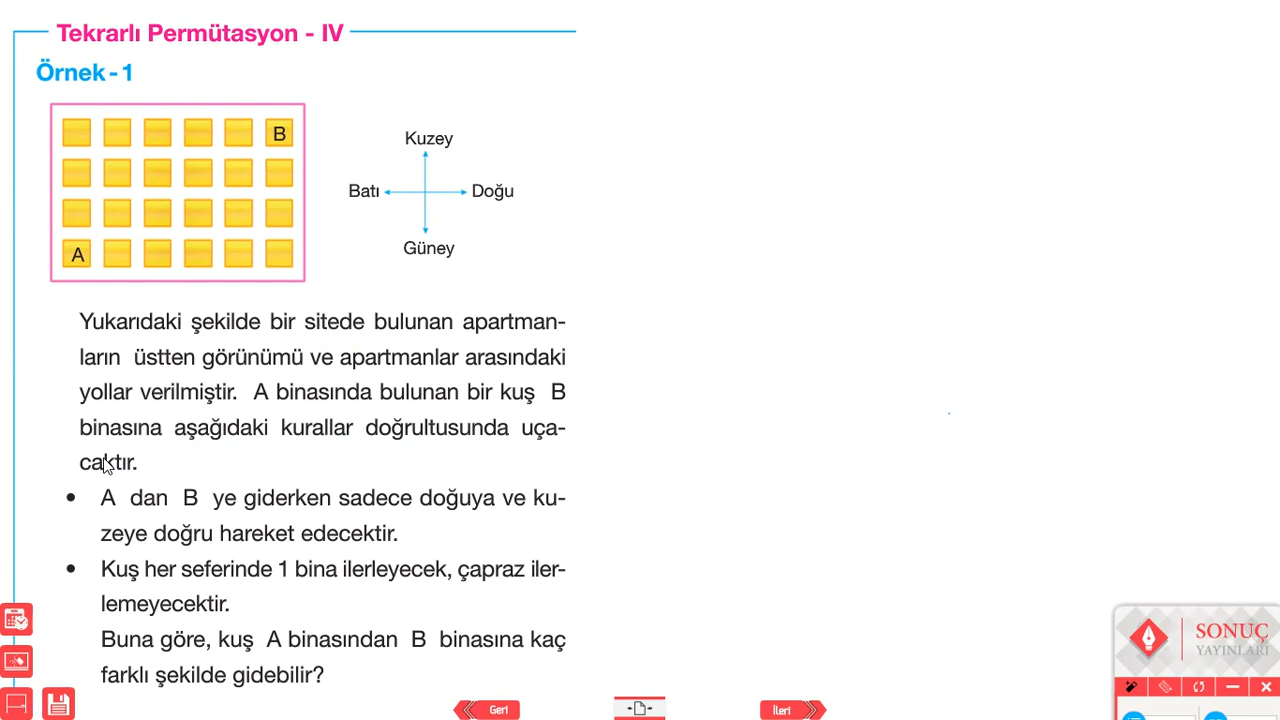 Tekrarlı Permütasyon - IV
Örnek - 1
B
A
Kuzey
Batı
Doğu
Güney
Yukarıdaki şekilde bir sitede bulunan apartman-
ların üstten görünümü ve apartmanlar arasındaki
yollar verilmiştir. A binasında bulunan bir kuş B
binasına aşağıdaki kurallar doğrultusunda uça-
caktır.
• A dan B ye giderken sadece doğuya ve ku-
zeye doğru hareket edecektir.
• Kuş her seferinde 1 bina ilerleyecek, çapraz iler-
lemeyecektir.
Buna göre, kuş A binasından B binasına kaç
farklı şekilde gidebilir?
Geri
İleri
SONUÇ
YAYINLARI